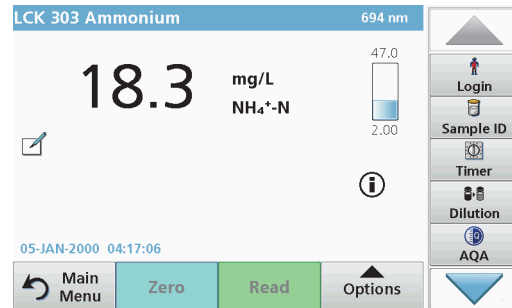 LCK 303 Ammonium 694 nm
47.0
18.3 mg/L
NH₄⁺-N
2.00
05-JAN-2000 04:17:06
Main Menu
Zero
Read
Options
Login
Sample ID
Timer
Dilution
AQA